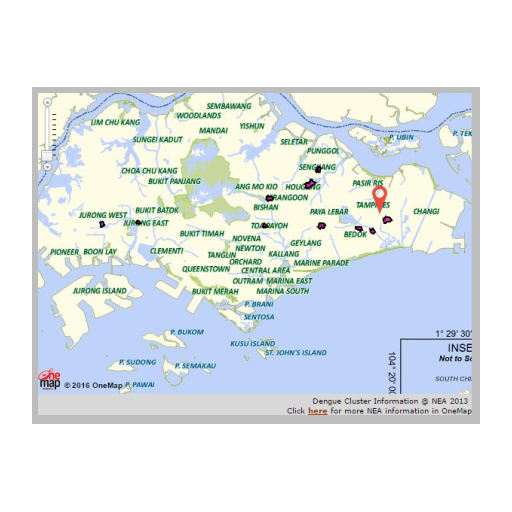 SEMBAWANG
WOODLANDS
LIM CHU KANG
YISHUN
MANDAI
SUNGEI KADUT
P. UBIN
P. TEK
SELETAR
PUNGGOL
CHOA CHU KANG
SENGKANG
BUKIT PANJANG
ANG MO KIO
HOUGANG
PASIR RIS
SERANGOON
TAMPINES
BISHAN
BUKIT BATOK
PAYA LEBAR
CHANGI
JURONG WEST
JURONG EAST
TOA PAYOH
BUKIT TIMAH
BEDOK
NOVENA
GEYLANG
NEWTON
PIONEER
BOON LAY
CLEMENTI
TANGLIN
KALLANG
ORCHARD
MARINE PARADE
QUEENSTOWN
CENTRAL AREA
OUTRAM
MARINA EAST
JURONG ISLAND
BUKIT MERAH
MARINA SOUTH
P. BRANI
SENTOSA
P. BUKOM
KUSU ISLAND
ST. JOHN'S ISLAND
P. SUDONG
P. SEMAKAU
P. PAWAI
1° 29' 30'
INSE
Not to Sc
104° 20' 0
SOUTH CHI
one map © 2016 OneMap
Dengue Cluster Information @ NEA 2013
Click here for more NEA information in OneMap